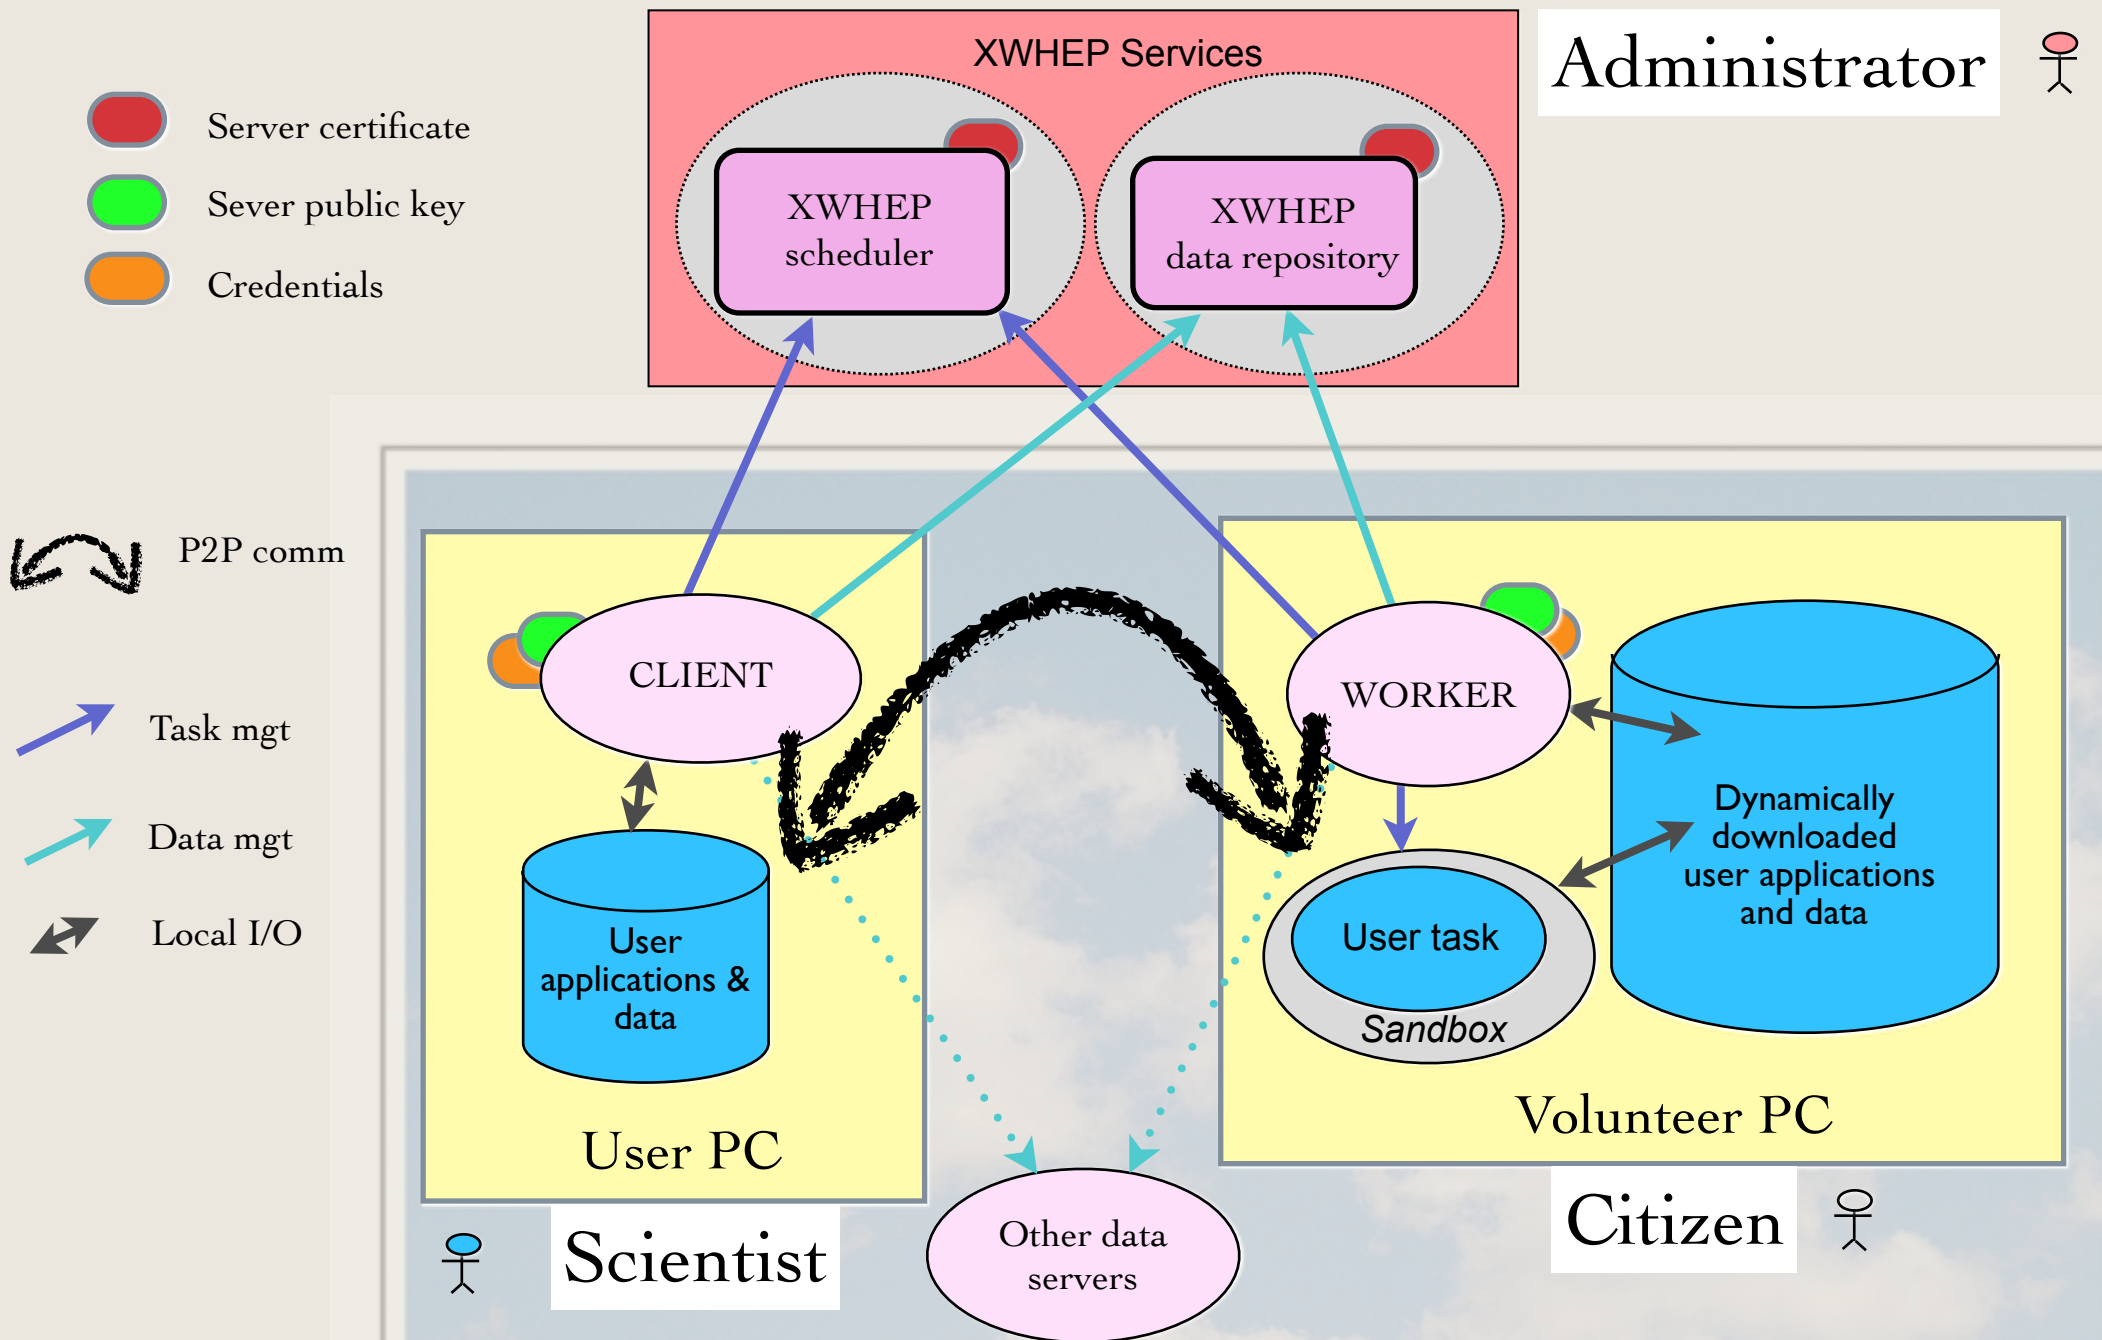 XWHEP Services
Administrator
Server certificate
Sever public key
Credentials
XWHEP
scheduler
XWHEP
data repository
P2P comm
Task mgt
Data mgt
Local I/O
CLIENT
WORKER
User
applications &
data
Dynamically
downloaded
user applications
and data
User task
Sandbox
User PC
Volunteer PC
Scientist
Citizen
Other data
servers